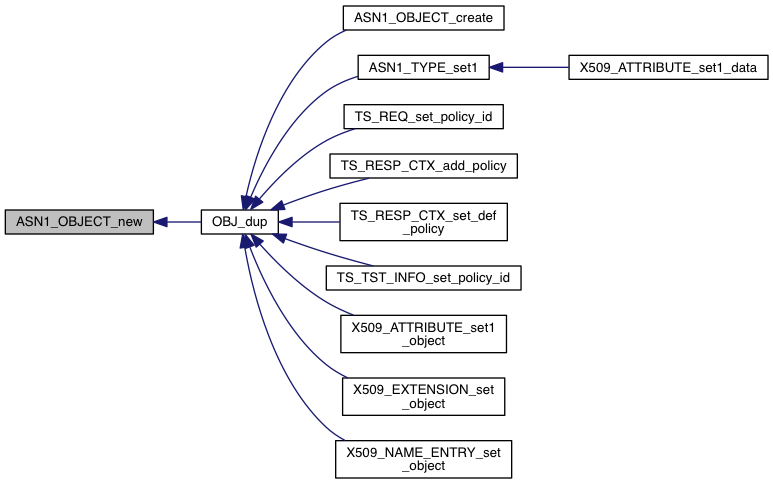 ASN1_OBJECT_create
ASN1_TYPE_set1
X509_ATTRIBUTE_set1_data
TS_REQ_set_policy_id
TS_RESP_CTX_add_policy
ASN1_OBJECT_new
OBJ_dup
TS_RESP_CTX_set_def
_policy
TS_TST_INFO_set_policy_id
X509_ATTRIBUTE_set1
_object
X509_EXTENSION_set
_object
X509_NAME_ENTRY_set
_object